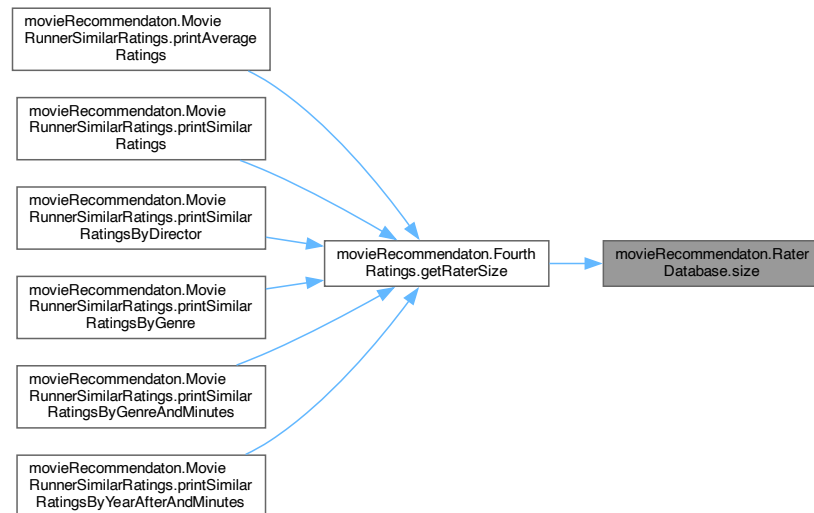 movieRecommendaton.Movie
RunnerSimilarRatings.printAverage
Ratings
movieRecommendaton.Movie
RunnerSimilarRatings.printSimilar
Ratings
movieRecommendaton.Movie
RunnerSimilarRatings.printSimilar
RatingsByDirector
movieRecommendaton.Movie
RunnerSimilarRatings.printSimilar
RatingsByGenre
movieRecommendaton.Movie
RunnerSimilarRatings.printSimilar
RatingsByGenreAndMinutes
movieRecommendaton.Movie
RunnerSimilarRatings.printSimilar
RatingsByYearAfterAndMinutes
movieRecommendaton.Fourth
Ratings.getRaterSize
movieRecommendaton.Rater
Database.size